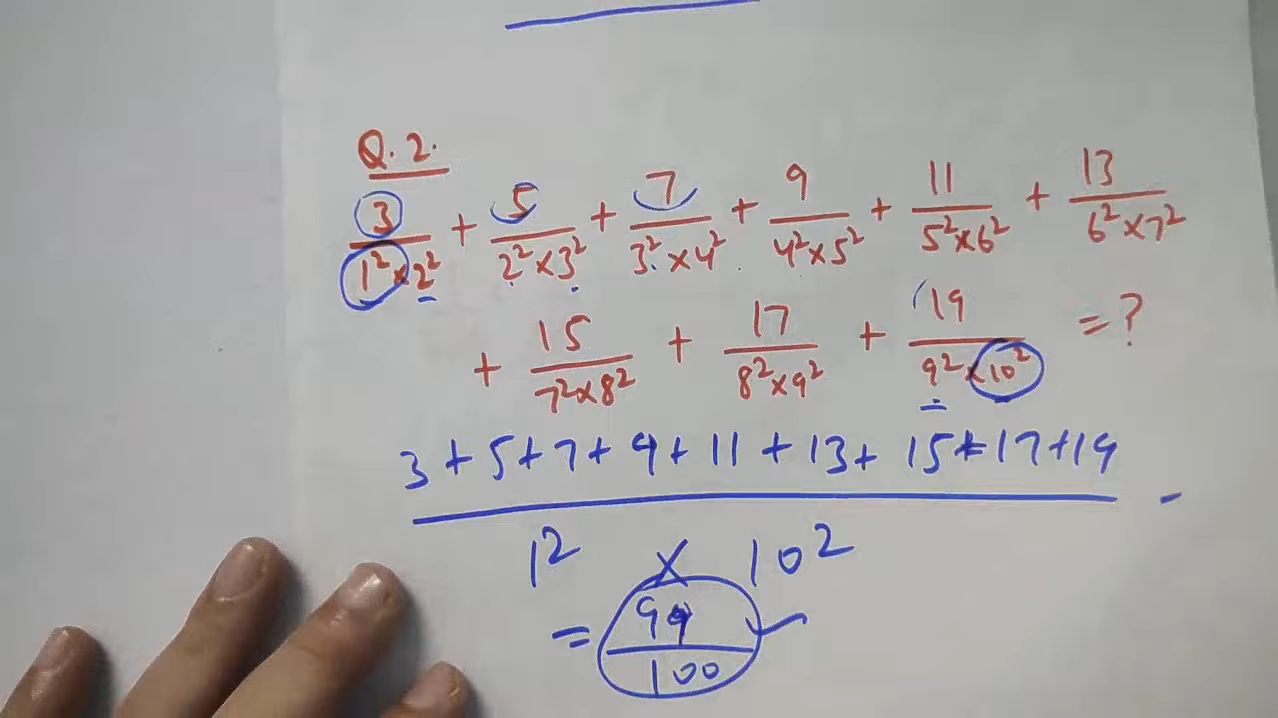 Q.2.
3/1²×2² + 5/2²×3² + 7/3²×4² + 9/4²×5² + 11/5²×6² + 13/6²×7²
+ 15/7²×8² + 17/8²×9² + 19/9²×10² = ?
3+5+7+9+11+13+15+17+19
1² × 10²
= 99/100